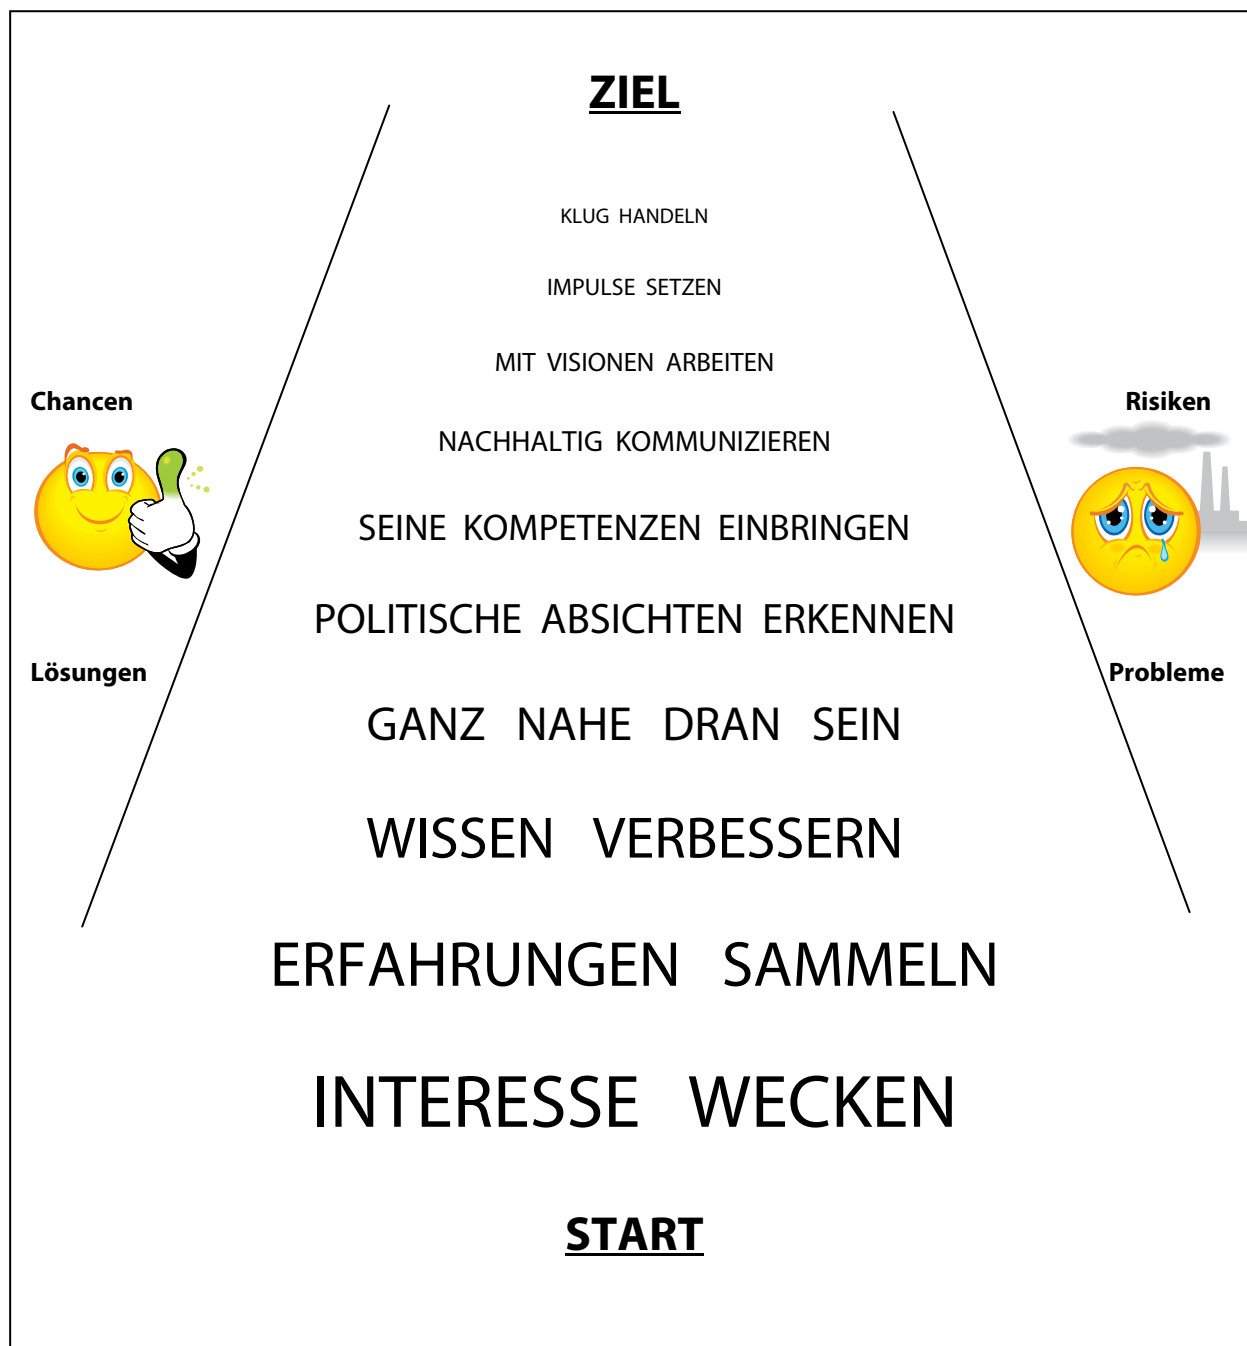 ZIEL
KLUG HANDELN
IMPULSE SETZEN
MIT VISIONEN ARBEITEN
Chancen
Risiken
NACHHALTIG KOMMUNIZIEREN
SEINE KOMPETENZEN EINBRINGEN
POLITISCHE ABSICHTEN ERKENNEN
Lösungen
Probleme
GANZ NAHE DRAN SEIN
WISSEN VERBESSERN
ERFAHRUNGEN SAMMELN
INTERESSE WECKEN
START